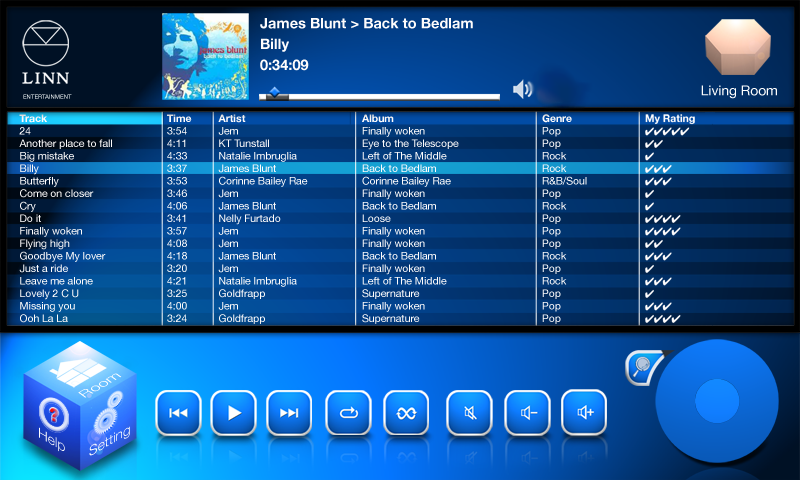 LINN
ENTERTAINMENT
james blunt
James Blunt > Back to Bedlam
Billy
0:34:09
Living Room
Track Time Artist Album Genre My Rating
24 3:54 Jem Finally woken Pop
Another place to fall 4:11 KT Tunstall Eye to the Telescope Pop
Big mistake 4:33 Natalie Imbruglia Left of The Middle Rock
Billy 3:37 James Blunt Back to Bedlam Rock
Butterfly 3:53 Corinne Bailey Rae Corinne Bailey Rae R&B/Soul
Come on closer 3:46 Jem Finally woken Pop
Cry 4:06 James Blunt Back to Bedlam Rock
Do it 3:41 Nelly Furtado Loose Pop
Finally woken 3:57 Jem Finally woken Pop
Flying high 4:08 Jem Finally woken Pop
Goodbye My lover 4:18 James Blunt Back to Bedlam Rock
Just a ride 3:20 Jem Finally woken Pop
Leave me alone 4:21 Natalie Imbruglia Left of The Middle Rock
Lovely 2 C U 3:25 Goldfrapp Supernature Pop
Missing you 4:00 Jem Finally woken Pop
Ooh La La 3:24 Goldfrapp Supernature Pop
Room
Help
Setting